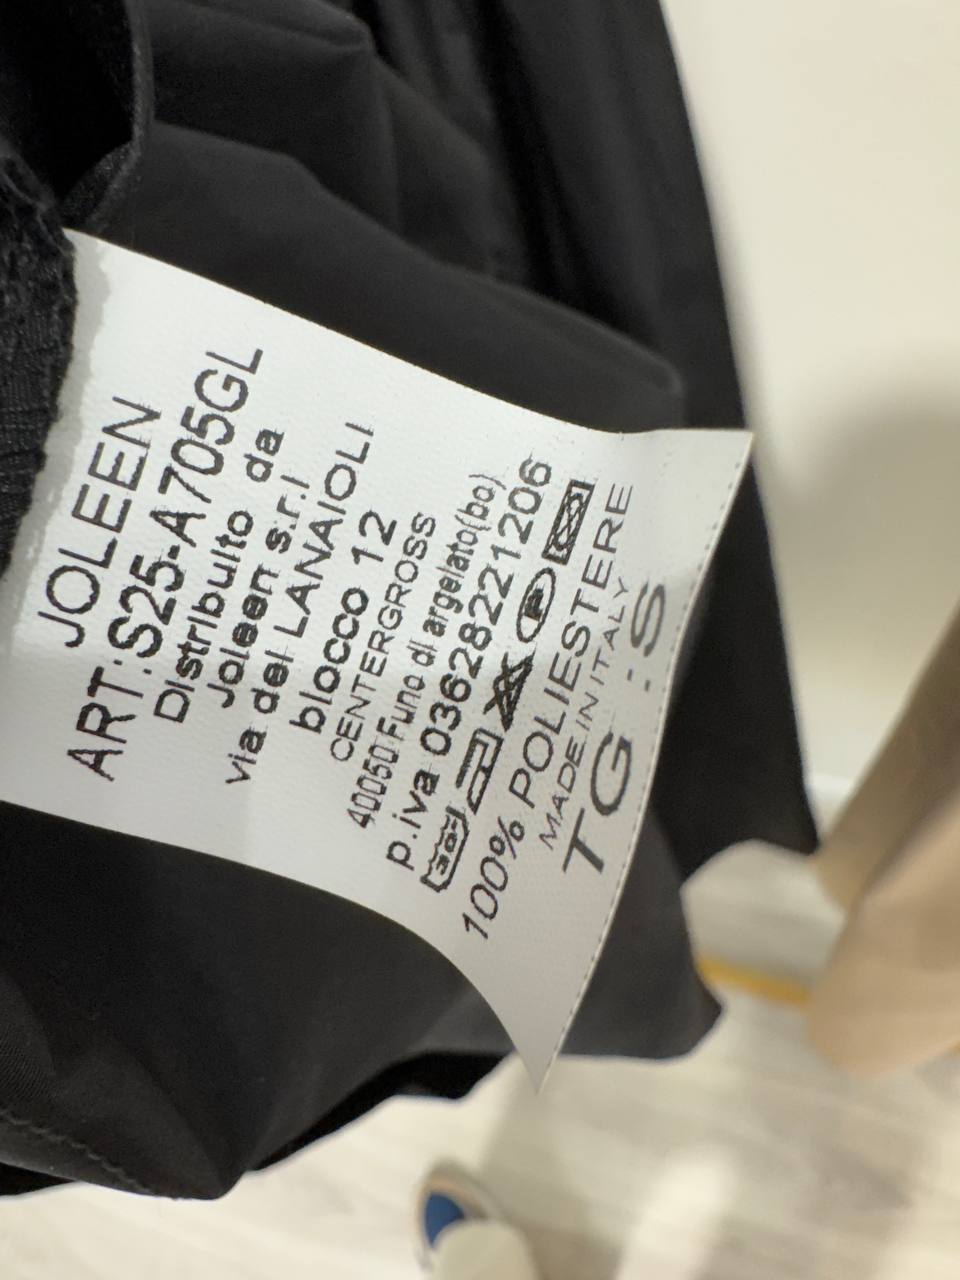 JOLEEN
ART:S25-A705GL
Distribuito da
Joleen s.r.l
via dei LANAIOLI
blocco 12
CENTERGROSS
40050 Funo di argelato(bo)
p.iva 03628221206
100% POLIESTERE
MADE IN ITALY
TG :S